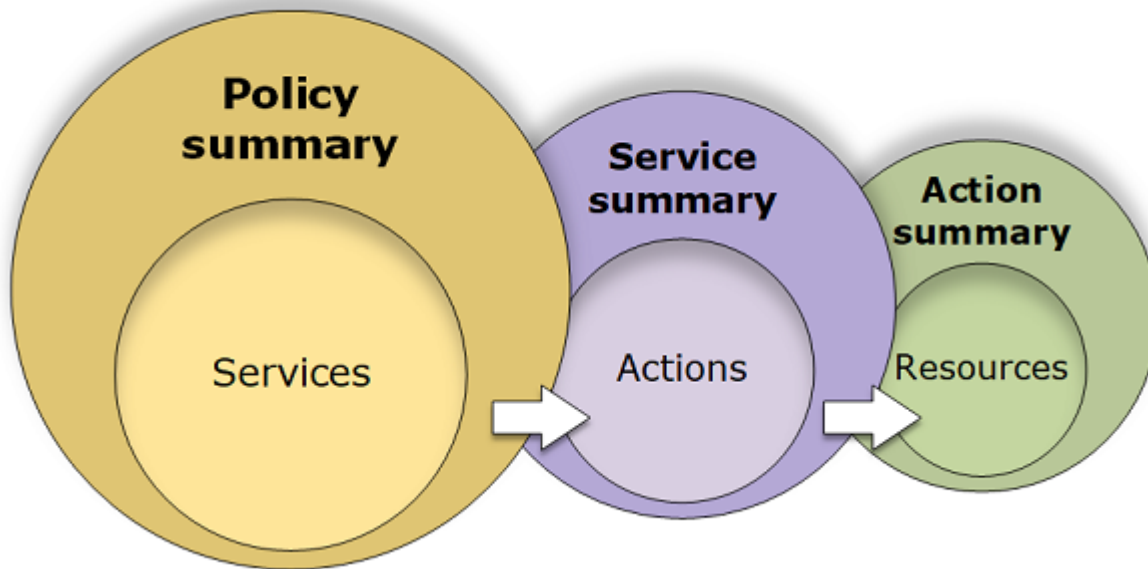 Policy
summary
Services
Service
summary
Actions
Action
summary
Resources